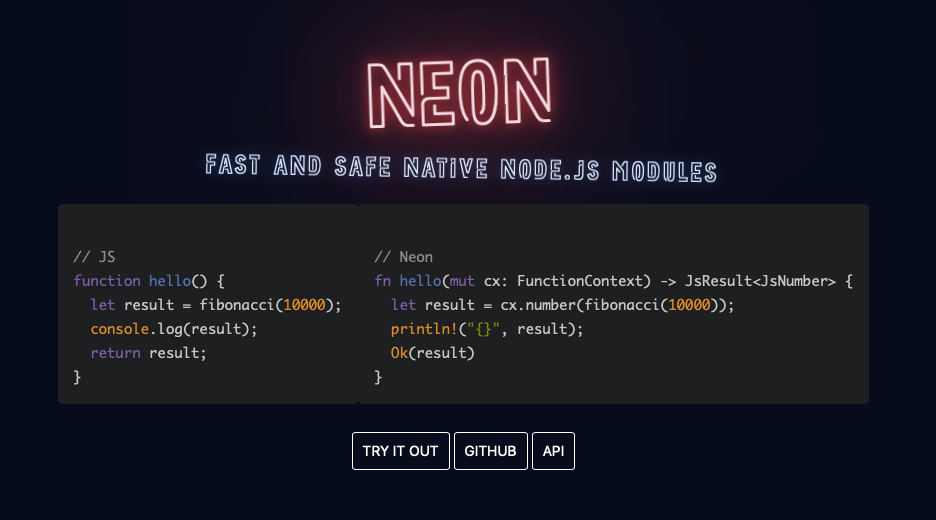 NEON
FAST AND SAFE NATIVE NODE.JS MODULES
// JS
function hello() {
  let result = fibonacci(10000);
  console.log(result);
  return result;
}
// Neon
fn hello(mut cx: FunctionContext) -> JsResult<JsNumber> {
  let result = cx.number(fibonacci(10000));
  println!("{}", result);
  Ok(result)
}
TRY IT OUT
GITHUB
API